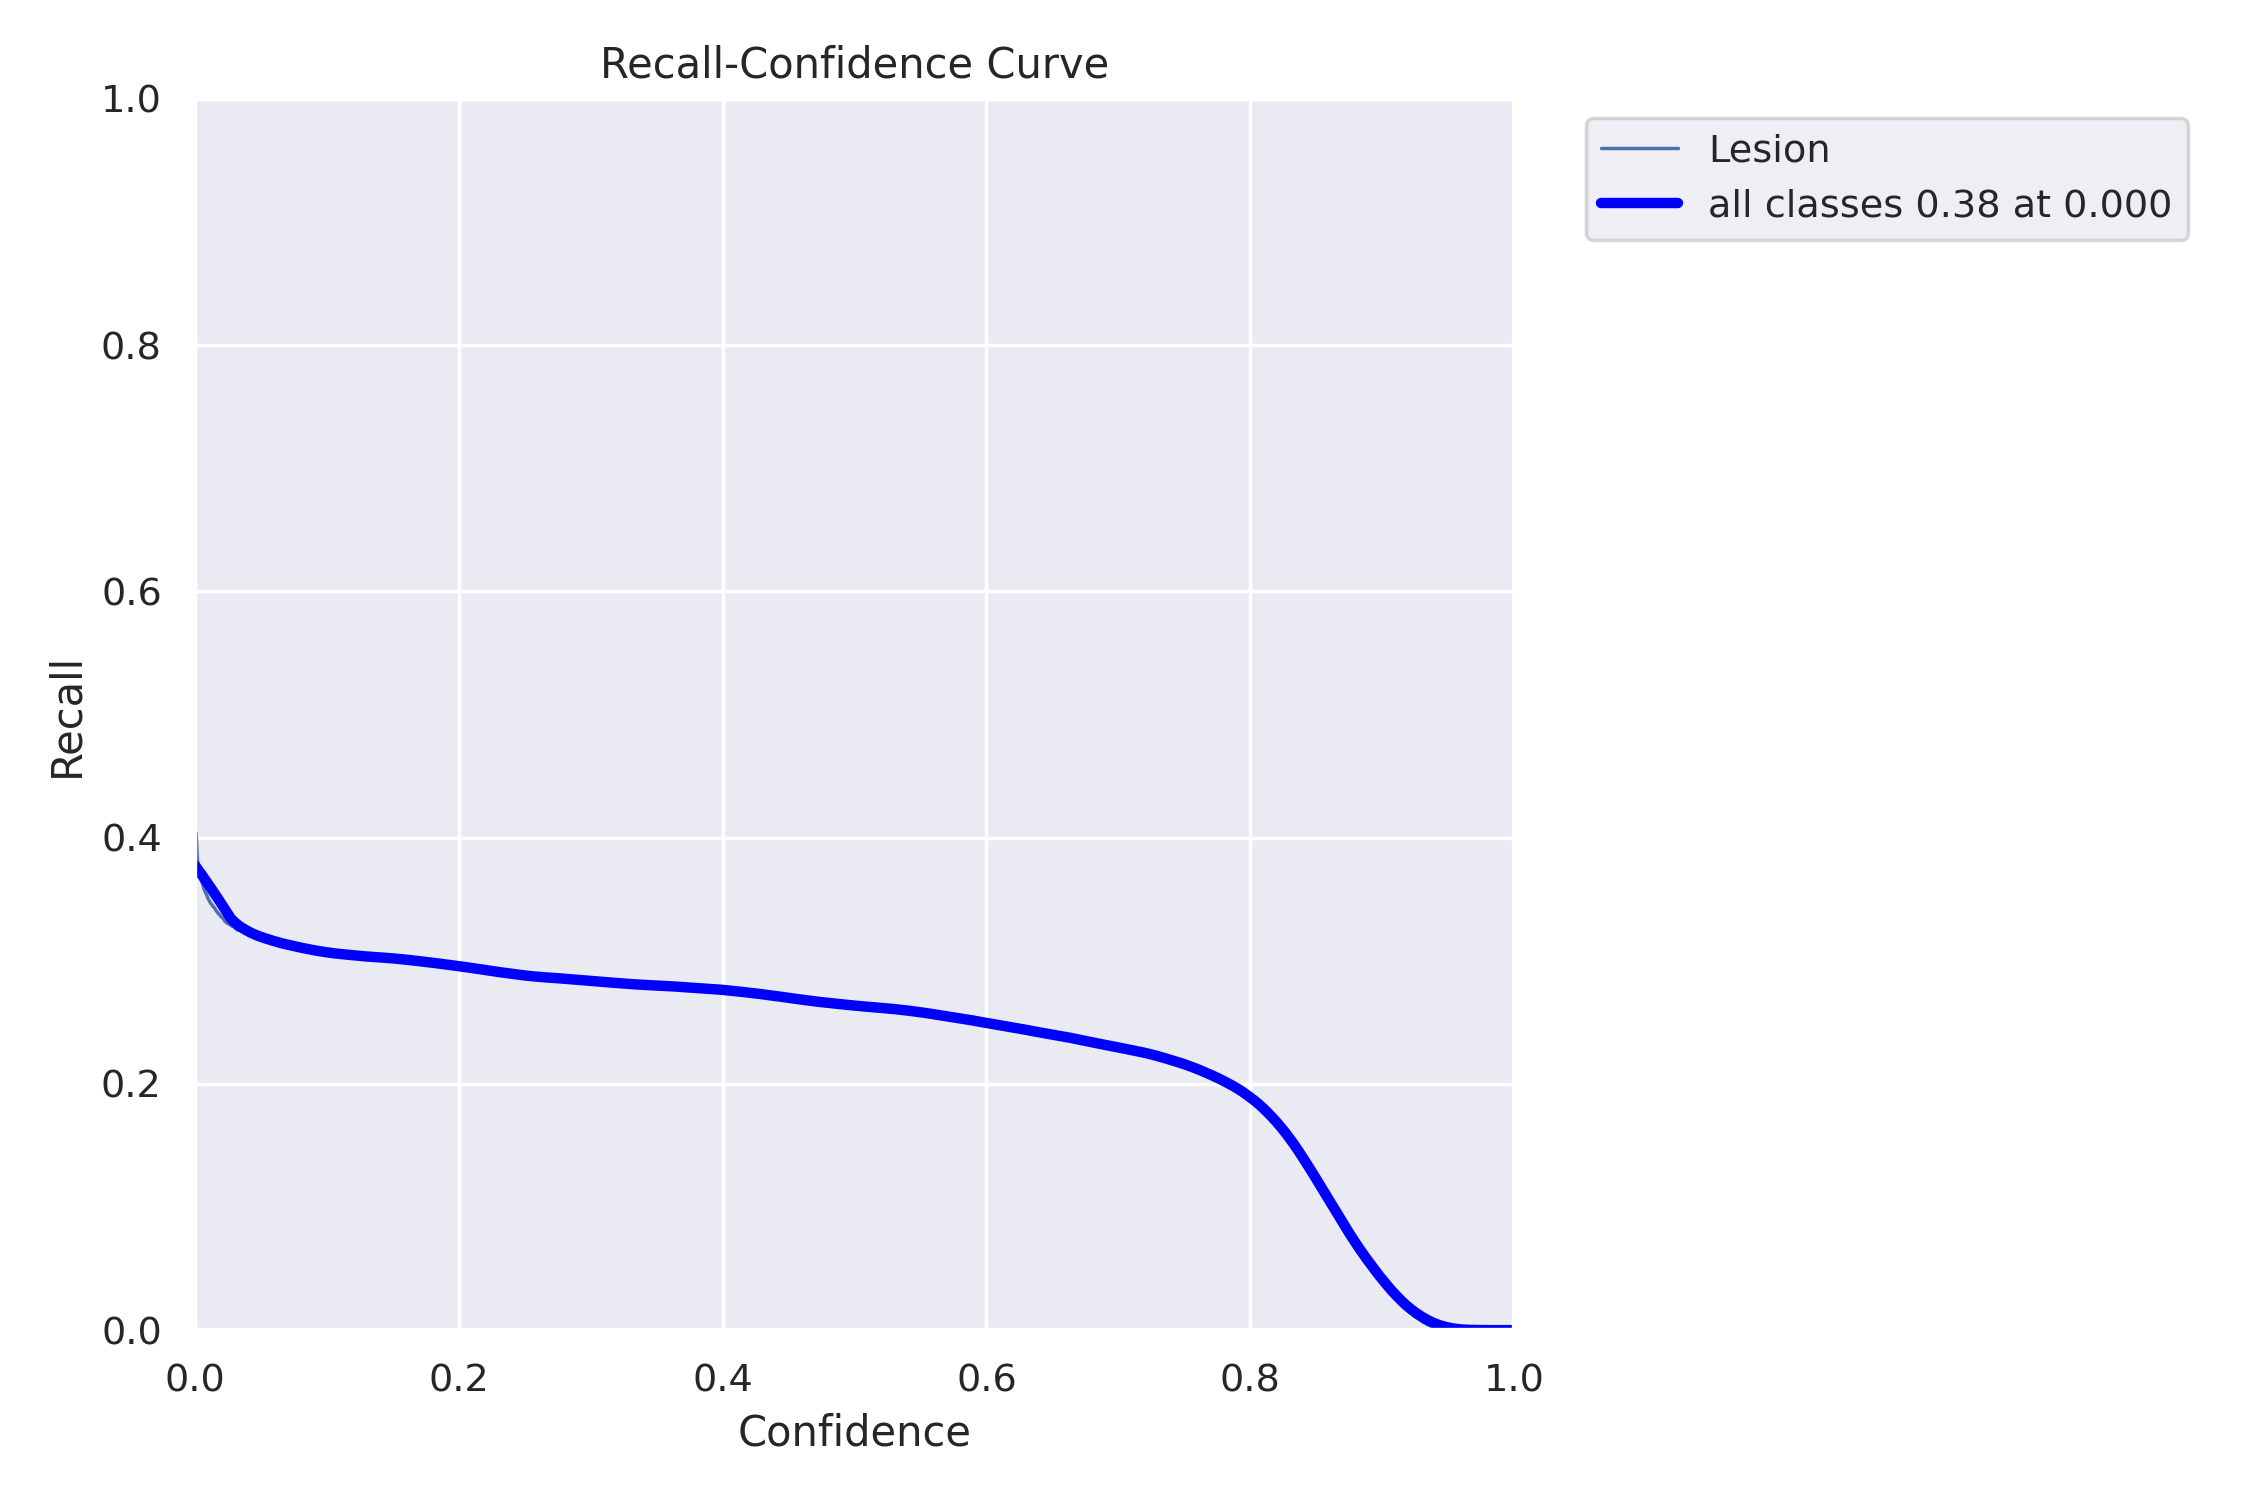 Recall-Confidence Curve
Lesion
all classes 0.38 at 0.000
1.0
0.8
0.6
0.4
0.2
0.0
Recall
0.0 0.2 0.4 0.6 0.8 1.0
Confidence